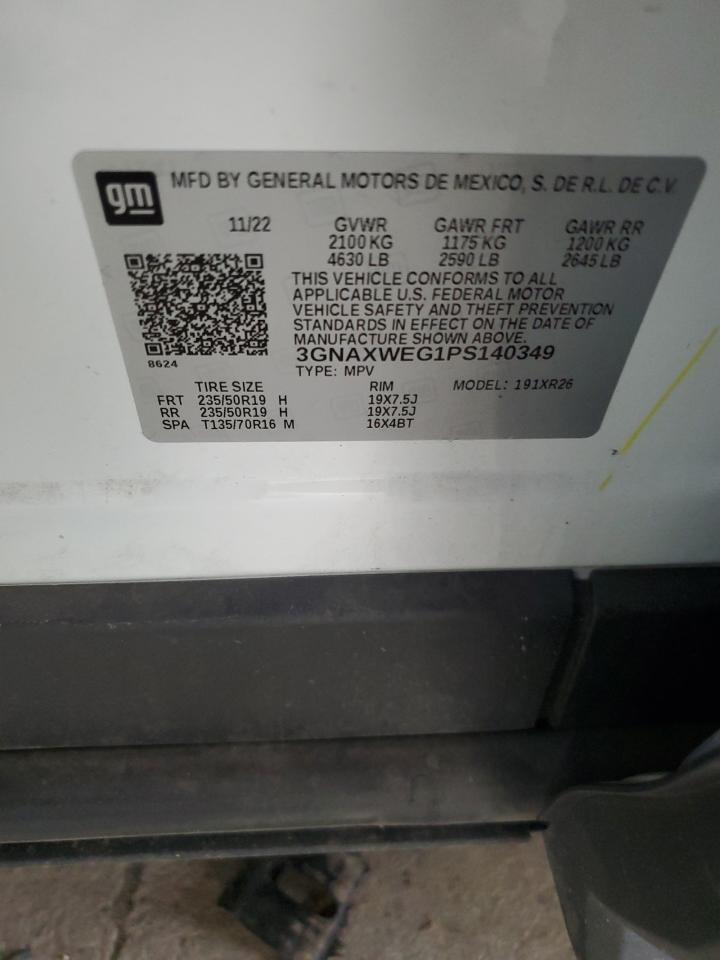 gm
MFD BY GENERAL MOTORS DE MEXICO, S. DE R.L. DE C.V.
11/22 GVWR GAWR FRT GAWR RR
2100 KG 1175 KG 1200 KG
4630 LB 2590 LB 2645 LB
THIS VEHICLE CONFORMS TO ALL
APPLICABLE U.S. FEDERAL MOTOR
VEHICLE SAFETY AND THEFT PREVENTION
STANDARDS IN EFFECT ON THE DATE OF
MANUFACTURE SHOWN ABOVE.
3GNAXWEG1PS140349
8624
TYPE: MPV MODEL: 191XR26
TIRE SIZE RIM
FRT 235/50R19 H 19X7.5J
RR 235/50R19 H 19X7.5J
SPA T135/70R16 M 16X4BT